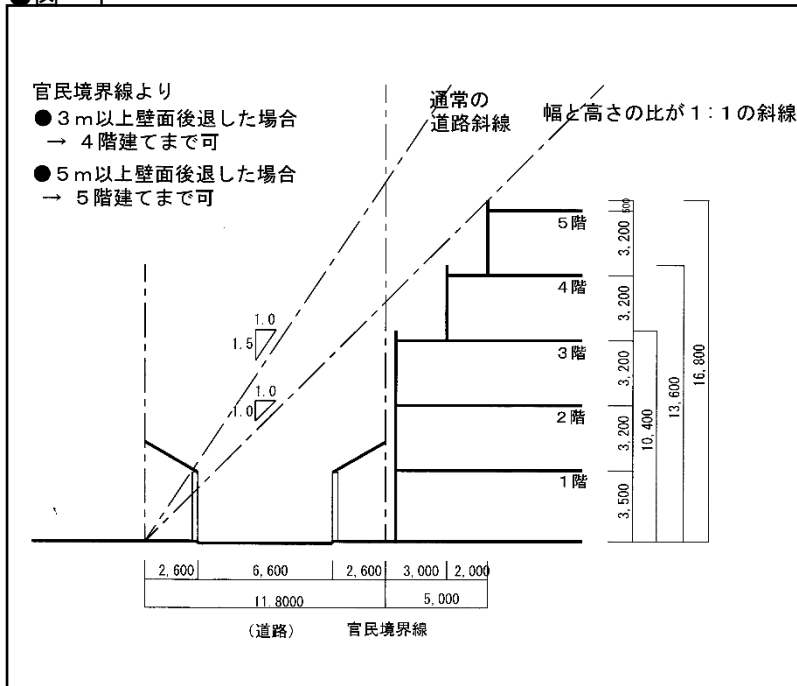 官民境界線より
●3m以上壁面後退した場合
→ 4階建てまで可
●5m以上壁面後退した場合
→ 5階建てまで可
通常の
道路斜線
幅と高さの比が1:1の斜線
1.0
1.5
1.0
1.0
5階
4階
3階
2階
1階
500
3,200
3,200
3,200
3,200
3,500
10,400
13,600
16,800
2,600
6,600
2,600
3,000
2,000
11.8000
5,000
(道路)
官民境界線